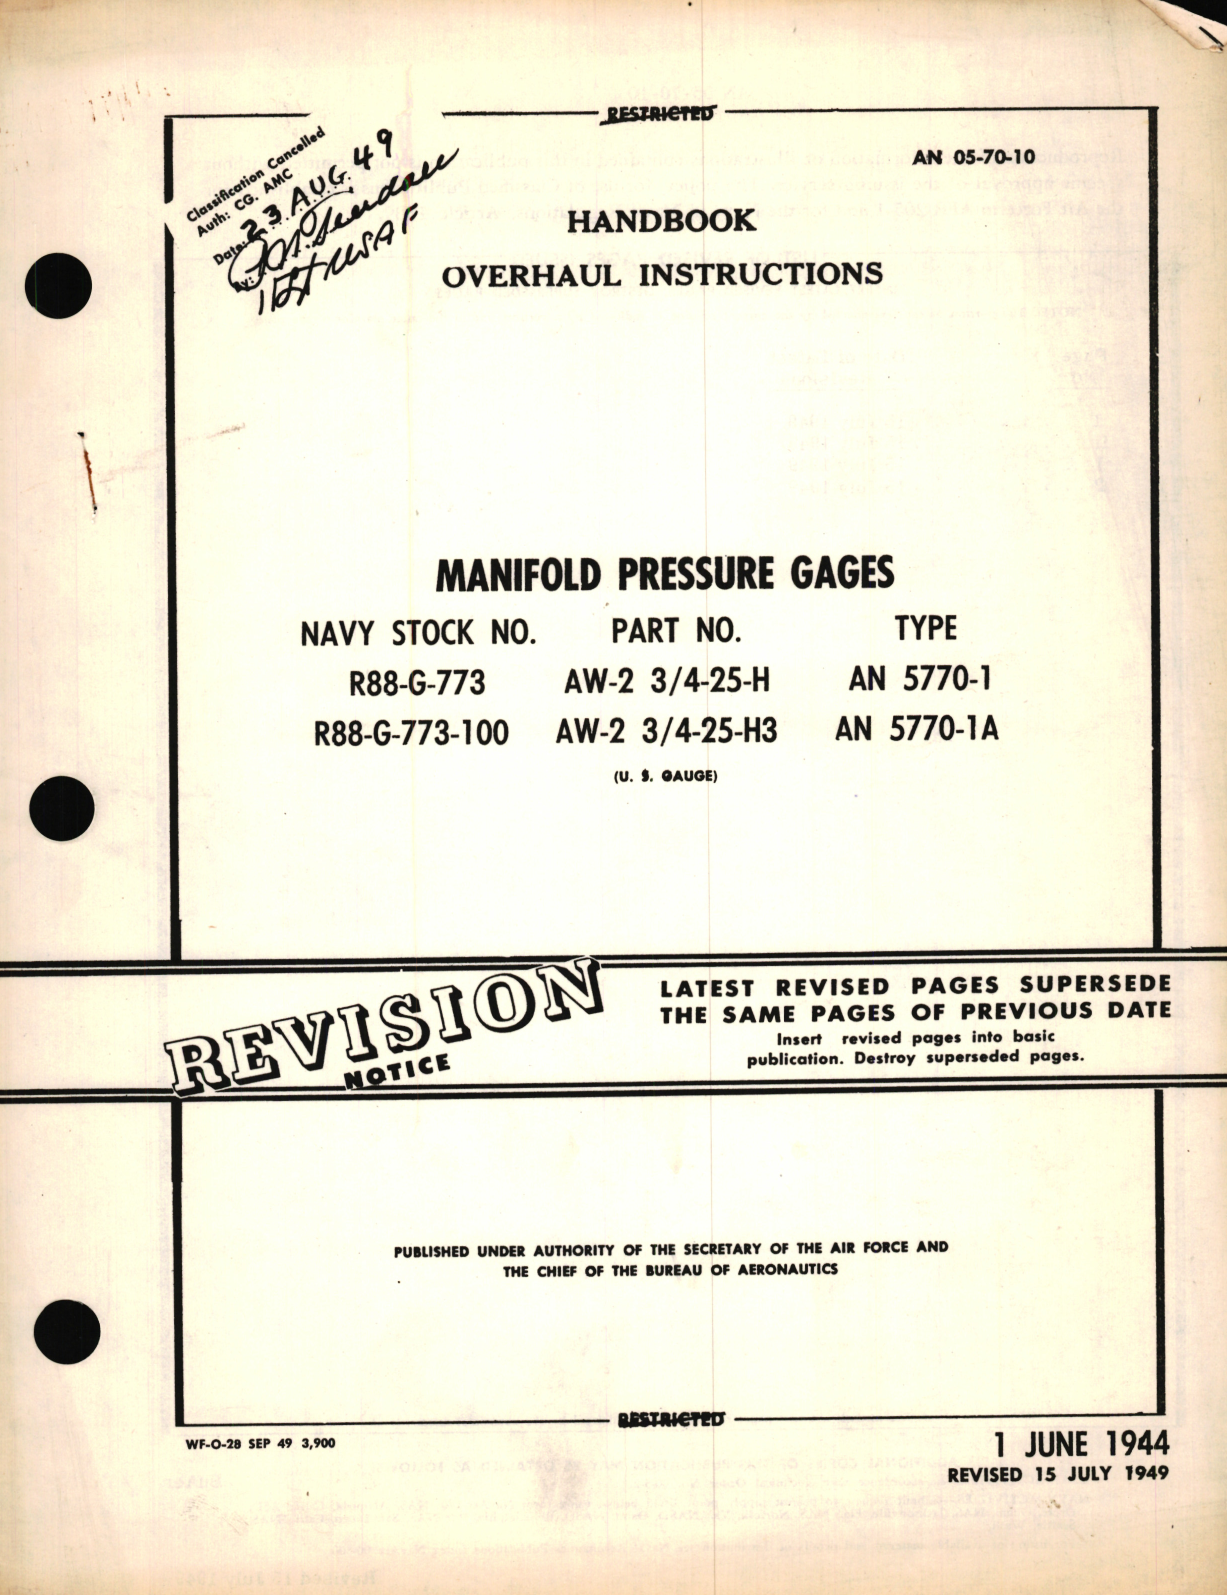 RESTRICTED
AN 05-70-10
Classification Cancelled
Auth: CG. AMC
Date: 23 AUG. 49
By:
USAF
HANDBOOK
OVERHAUL INSTRUCTIONS
MANIFOLD PRESSURE GAGES
NAVY STOCK NO. PART NO. TYPE
R88-G-773 AW-2 3/4-25-H AN 5770-1
R88-G-773-100 AW-2 3/4-25-H3 AN 5770-1A
(U. S. GAUGE)
REVISION
NOTICE
LATEST REVISED PAGES SUPERSEDE
THE SAME PAGES OF PREVIOUS DATE
Insert revised pages into basic
publication. Destroy superseded pages.
PUBLISHED UNDER AUTHORITY OF THE SECRETARY OF THE AIR FORCE AND
THE CHIEF OF THE BUREAU OF AERONAUTICS
RESTRICTED
WF-O-28 SEP 49 3,900
1 JUNE 1944
REVISED 15 JULY 1949